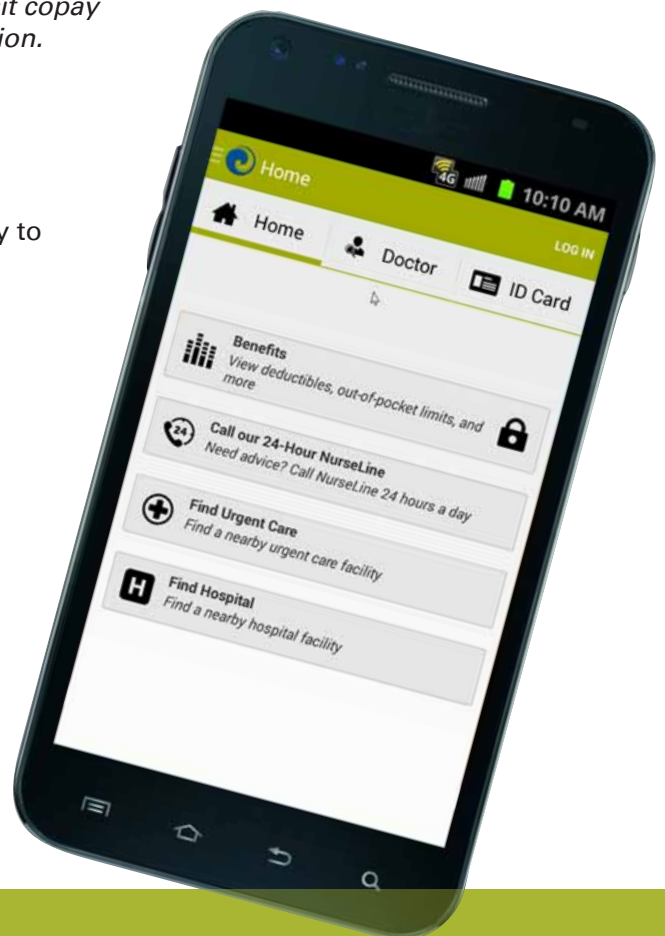 it copay
ion.
y to
4G 10:10 AM
Home
LOG IN
Home Doctor ID Card
Benefits
View deductibles, out-of-pocket limits, and
more
24
Call our 24-Hour NurseLine
Need advice? Call NurseLine 24 hours a day
Find Urgent Care
Find a nearby urgent care facility
H
Find Hospital
Find a nearby hospital facility